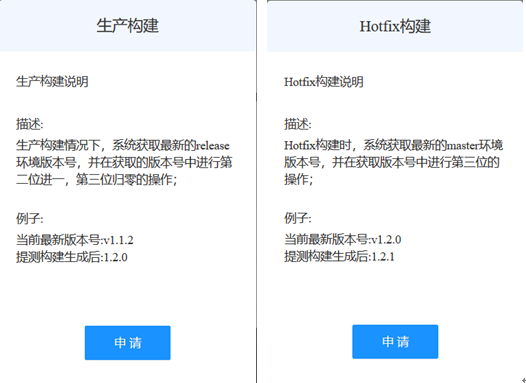 生产构建
生产构建说明
描述:
生产构建情况下，系统获取最新的release
环境版本号，并在获取的版本号中进行第
二位进一，第三位归零的操作；
例子:
当前最新版本号:v1.1.2
提测构建生成后:1.2.0
申请
Hotfix构建
Hotfix构建说明
描述:
Hotfix构建时，系统获取最新的master环境
版本号，并在获取版本号中进行第三位的
操作；
例子:
当前最新版本号:v1.2.0
提测构建生成后:1.2.1
申请